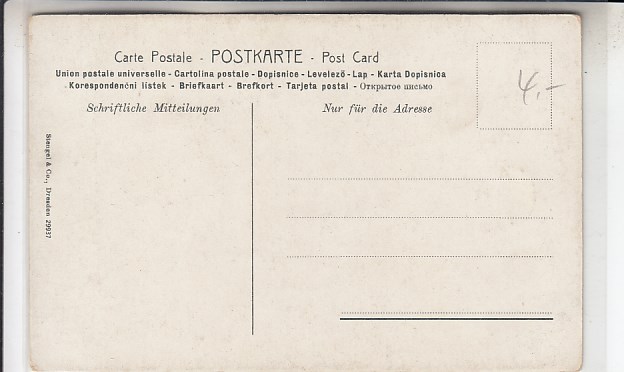 Carte Postale - POSTKARTE - Post Card
Union postale universelle - Cartolina postale - Dopisnice - Levelező - Lap - Karta Dopisnica
Korespondenční lístek - Briefkaart - Brefkort - Tarjeta postal - Открытое письмо
Schriftliche Mitteilungen
Nur für die Adresse
4,-
Stengel & Co., Dresden 29937